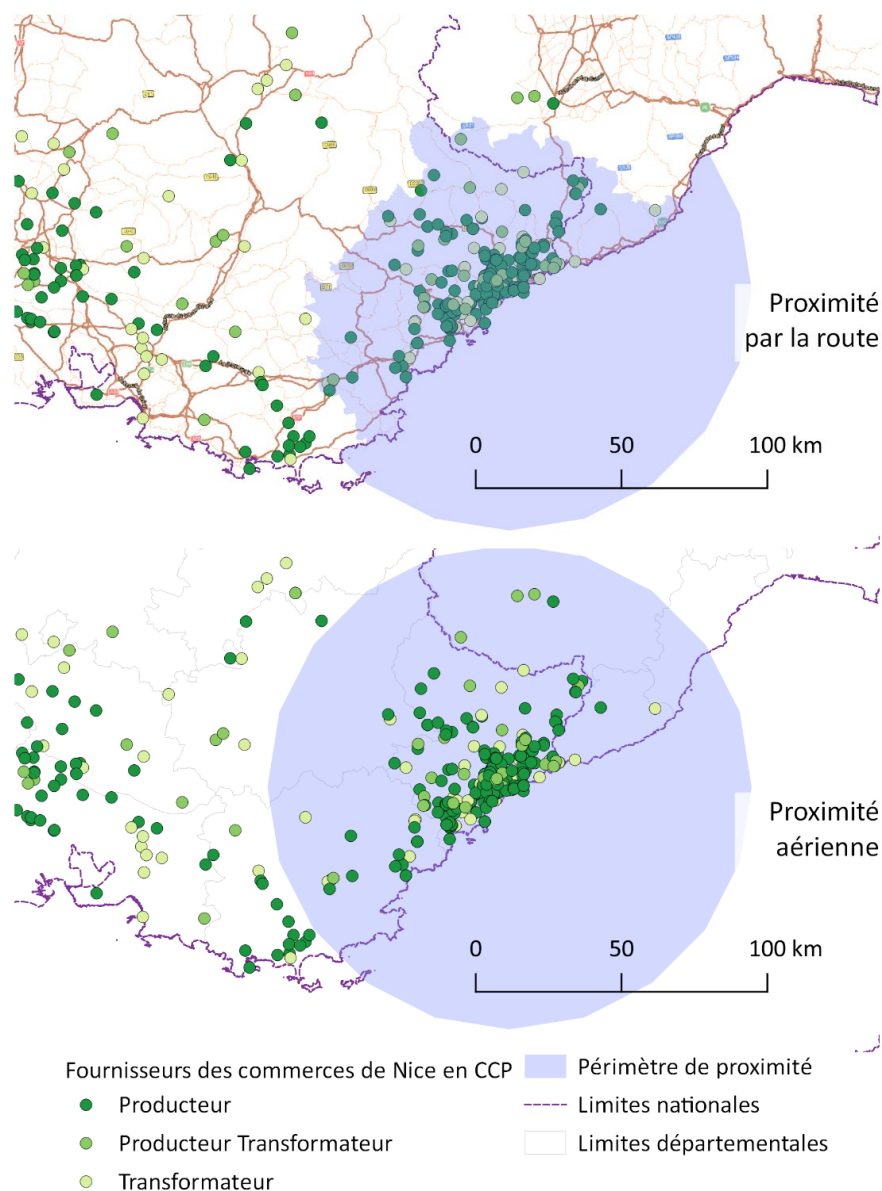 Proximité
par la route
0 50 100 km
Proximité
aérienne
0 50 100 km
Fournisseurs des commerces de Nice en CCP
Producteur
Producteur Transformateur
Transformateur
Périmètre de proximité
Limites nationales
Limites départementales